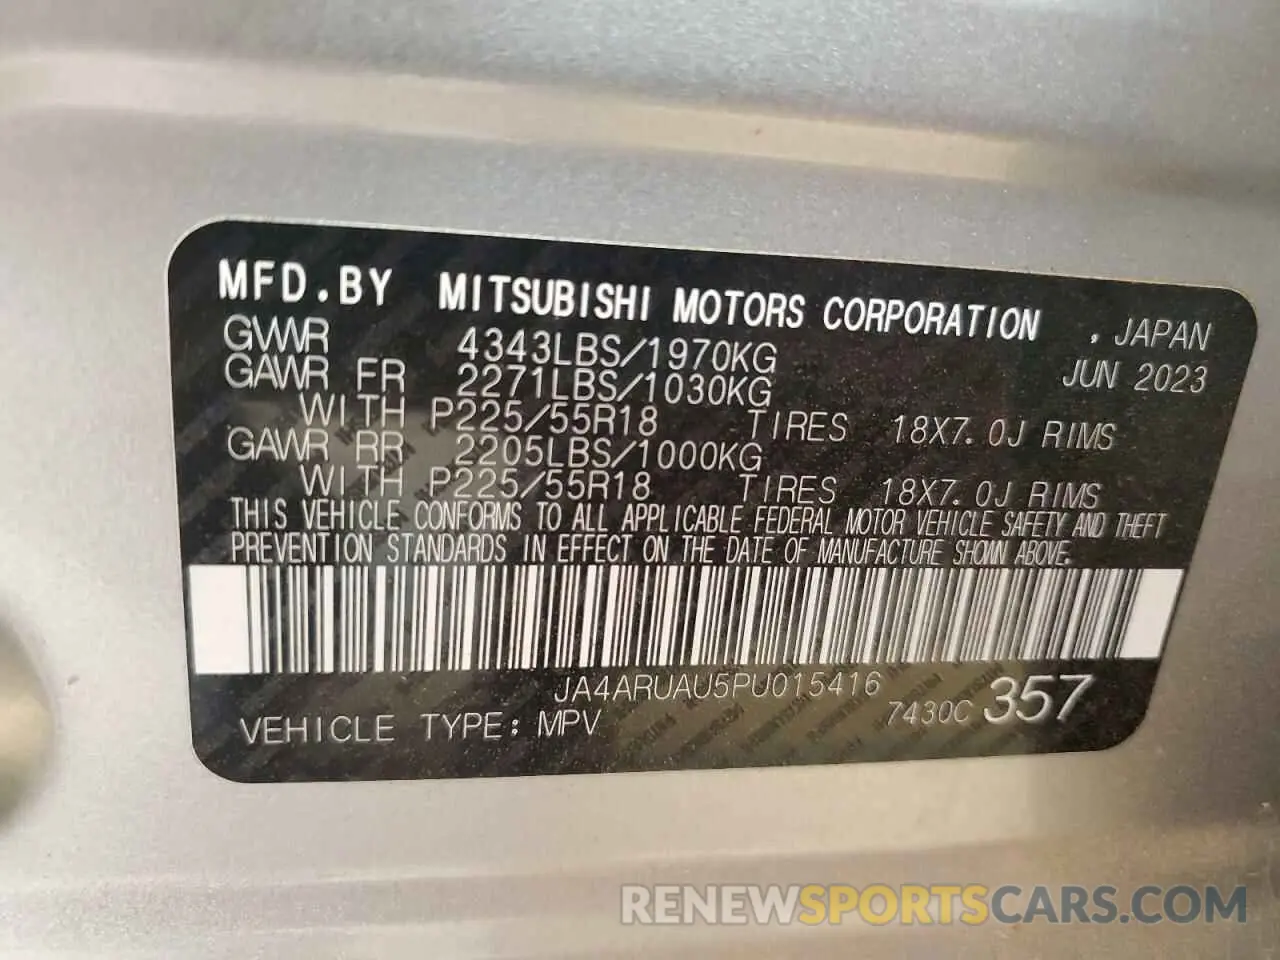 MFD.BY MITSUBISHI MOTORS CORPORATION , JAPAN
GVWR 4343LBS/1970KG JUN 2023
GAWR FR 2271LBS/1030KG
WITH P225/55R18 TIRES 18X7.0J RIMS
GAWR RR 2205LBS/1000KG
WITH P225/55R18 TIRES 18X7.0J RIMS
THIS VEHICLE CONFORMS TO ALL APPLICABLE FEDERAL MOTOR VEHICLE SAFETY AND THEFT
PREVENTION STANDARDS IN EFFECT ON THE DATE OF MANUFACTURE SHOWN ABOVE.
JA4ARUAU5PU015416
VEHICLE TYPE: MPV 7430C 357
RENEWSPORTSCARS.COM